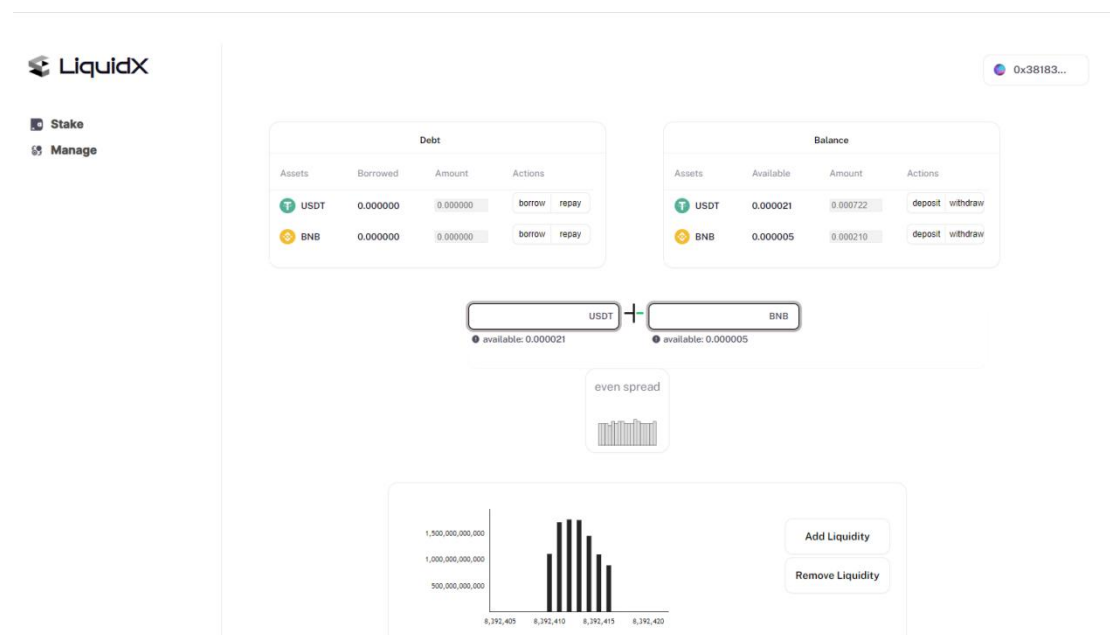 LiquidX
0x38183...
Stake
Manage
Debt
Assets Borrowed Amount Actions
USDT 0.000000 0.000000 borrow repay
BNB 0.000000 0.000000 borrow repay
Balance
Assets Available Amount Actions
USDT 0.000021 0.000722 deposit withdraw
BNB 0.000005 0.000210 deposit withdraw
USDT
BNB
available: 0.000021
available: 0.000005
even spread
1,500,000,000,000
1,000,000,000,000
500,000,000,000
8,392,405 8,392,410 8,392,415 8,392,420
Add Liquidity
Remove Liquidity